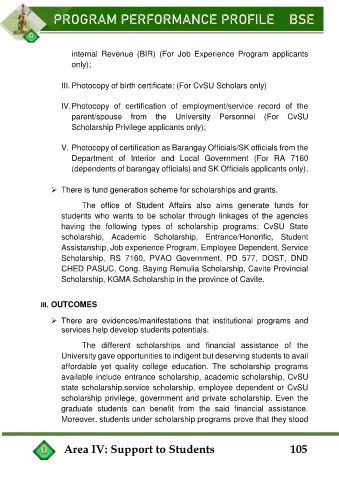 PROGRAM PERFORMANCE PROFILE BSE
internal Revenue (BIR) (For Job Experience Program applicants
only);
III. Photocopy of birth certificate; (For CvSU Scholars only)
IV.Photocopy of certification of employment/service record of the
parent/spouse from the University Personnel (For CvSU
Scholarship Privilege applicants only);
V. Photocopy of certification as Barangay Officials/SK officials from the
Department of Interior and Local Government (For RA 7160
(dependents of barangay officials) and SK Officials applicants only).
➢ There is fund generation scheme for scholarships and grants.
The office of Student Affairs also aims generate funds for
students who wants to be scholar through linkages of the agencies
having the following types of scholarship programs: CvSU State
scholarship, Academic Scholarship, Entrance/Honorific, Student
Assistanship, Job experience Program, Employee Dependent, Service
Scholarship, RS 7160, PVAO Government, PD 577, DOST, DND
CHED PASUC, Cong. Baying Remulla Scholarship, Cavite Provincial
Scholarship, KGMA Scholarship in the province of Cavite.
III. OUTCOMES
➢ There are evidences/manifestations that institutional programs and
services help develop students potentials.
The different scholarships and financial assistance of the
University gave opportunities to indigent but deserving students to avail
affordable yet quality college education. The scholarship programs
available include entrance scholarship, academic scholarship, CvSU
state scholarship,service scholarship, employee dependent or CvSU
scholarship privilege, government and private scholarship. Even the
graduate students can benefit from the said financial assistance.
Moreover, students under scholarship programs prove that they stood
Area IV: Support to Students 105